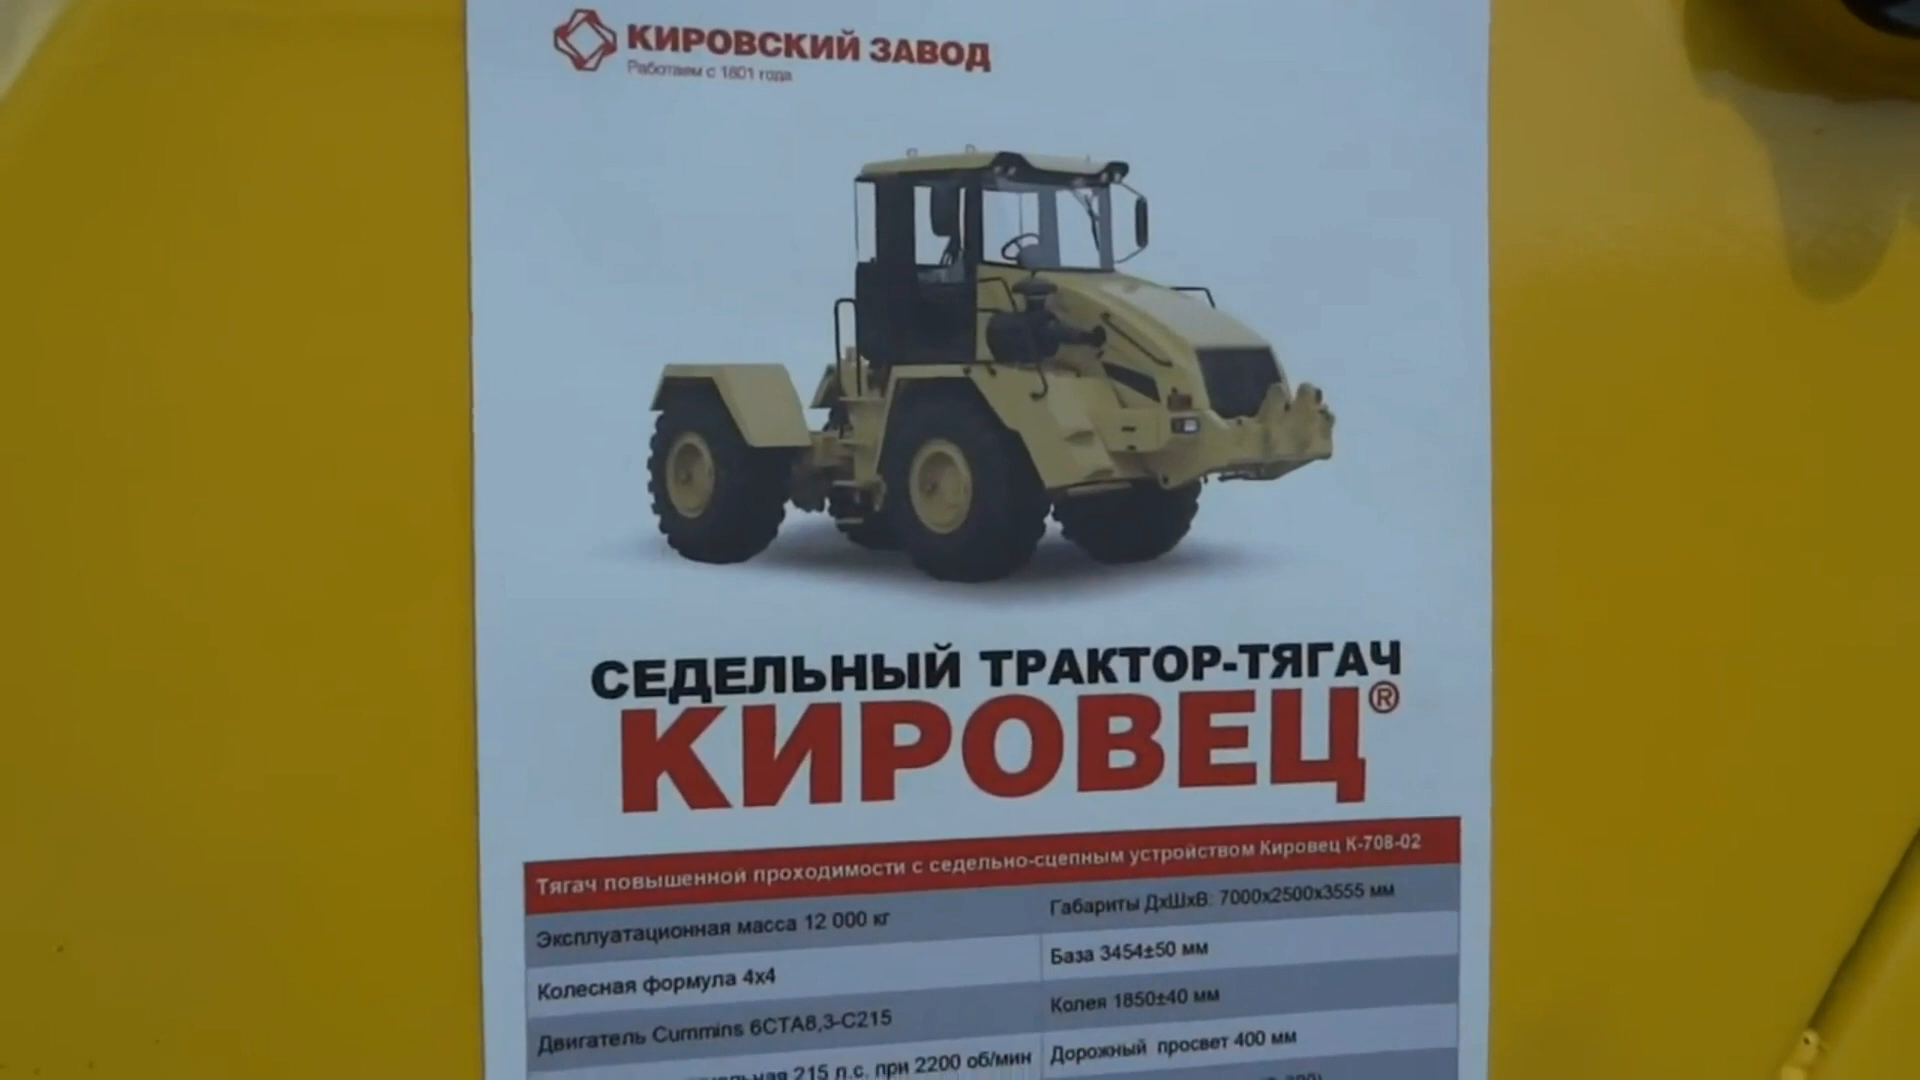 КИРОВСКИЙ ЗАВОД
Работаем с 1801 года
СЕДЕЛЬНЫЙ ТРАКТОР-ТЯГАЧ
КИРОВЕЦ®
Тягач повышенной проходимости с седельно-сцепным устройством Кировец К-708-02
Эксплуатационная масса 12 000 кг
Габариты ДхШхВ: 7000х2500х3555 мм
Колесная формула 4х4
База 3454±50 мм
Двигатель Cummins 6CTA8,3-C215
Колея 1850±40 мм
215 л.с. при 2200 об/мин
Дорожный просвет 400 мм